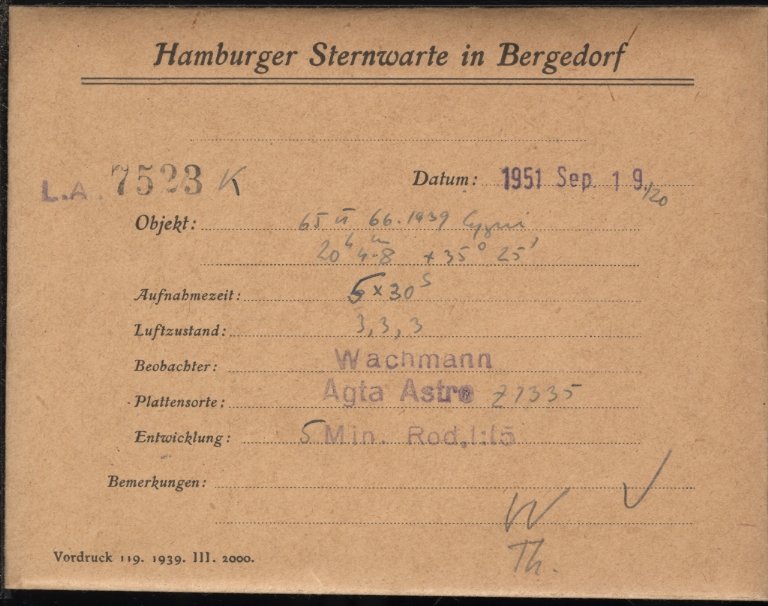 Hamburger Sternwarte in Bergedorf
L.A. 7523 K Datum: 1951 Sep. 19./20
Objekt: 65 u 66.1939 Cygni
20h 4m.8 +35° 25'
Aufnahmezeit: 5 × 30s
Luftzustand: 3, 3, 3
Beobachter: Wachmann
Plattensorte: Agfa Astro Z1335
Entwicklung: 5 Min. Rod. 1:15
Bemerkungen:
W
Th.
Vordruck 119. 1939. III. 2000.